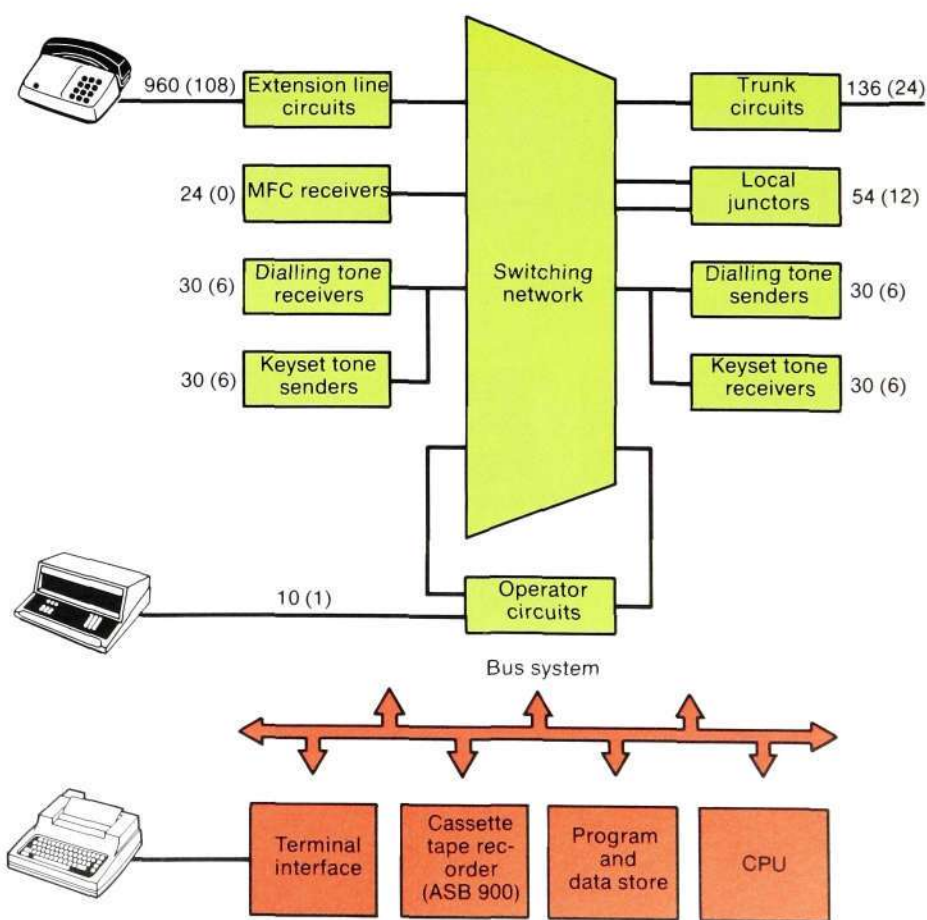 960 (108)
Extension line
circuits
Trunk
circuits
136 (24)
24 (0)
MFC receivers
Local
junctors
54 (12)
30 (6)
Dialling tone
receivers
Switching
network
Dialling tone
senders
30 (6)
30 (6)
Keyset tone
senders
Keyset tone
receivers
30 (6)
10 (1)
Operator
circuits
Bus system
Terminal
interface
Cassette
tape rec-
order
(ASB 900)
Program
and
data store
CPU